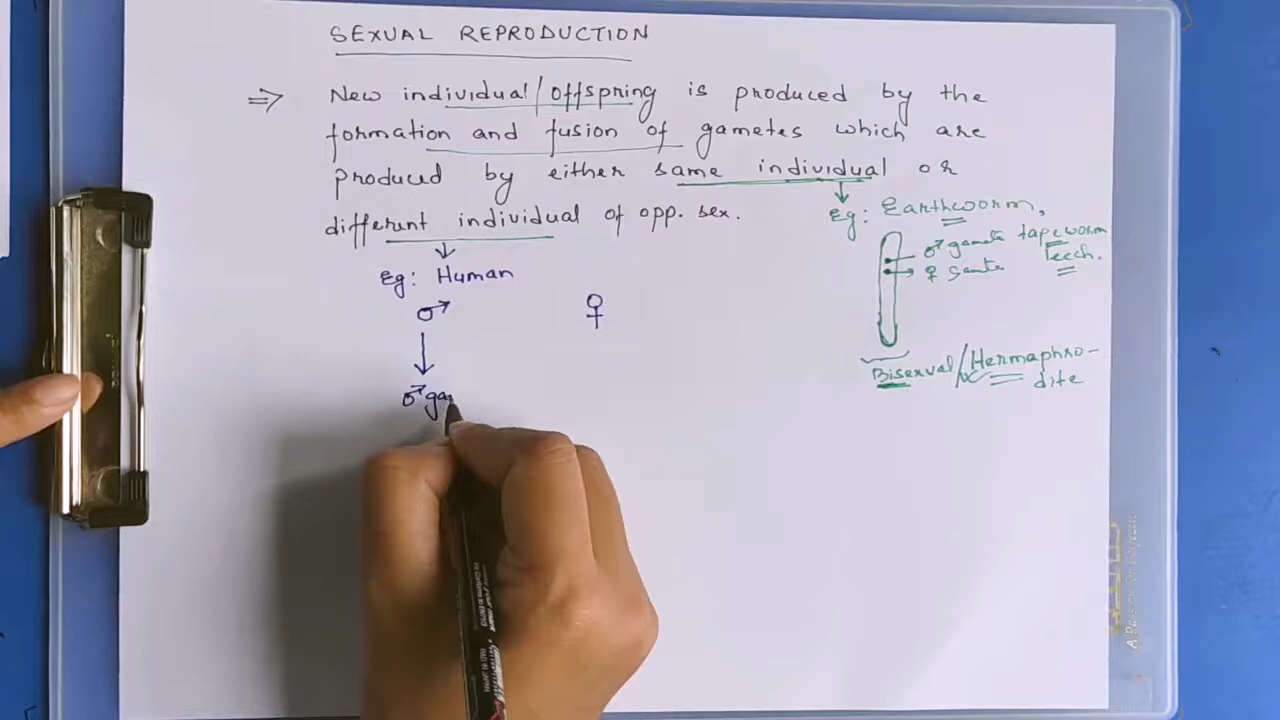 SEXUAL REPRODUCTION
⇒ New individual/offspring is produced by the
formation and fusion of gametes which are
produced by either same individual or
different individual of opp. sex.
Eg: Earthworm,
tapeworm
Leech.
♂ gamete
♀ gamete
Bisexual/Hermaphro-
dite
Eg: Human
♂ ♀
♂ ga